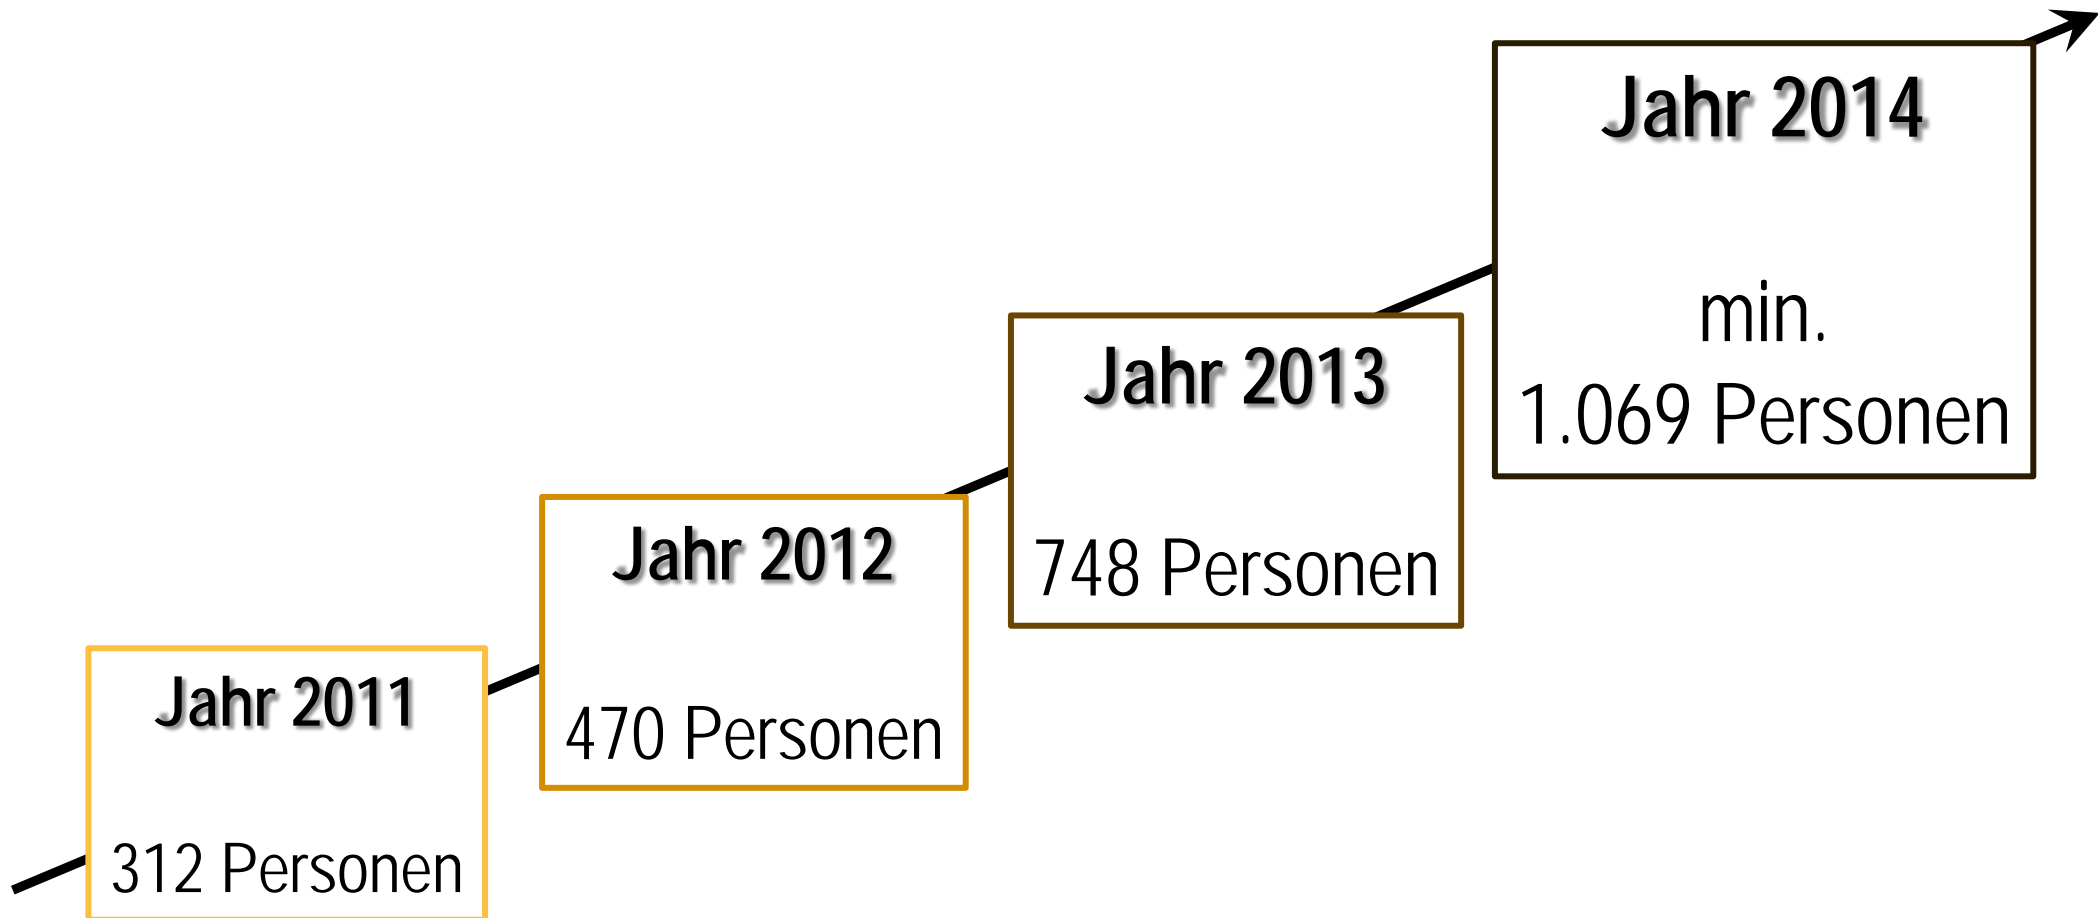 Jahr 2011
312 Personen
Jahr 2012
470 Personen
Jahr 2013
748 Personen
Jahr 2014
min.
1.069 Personen